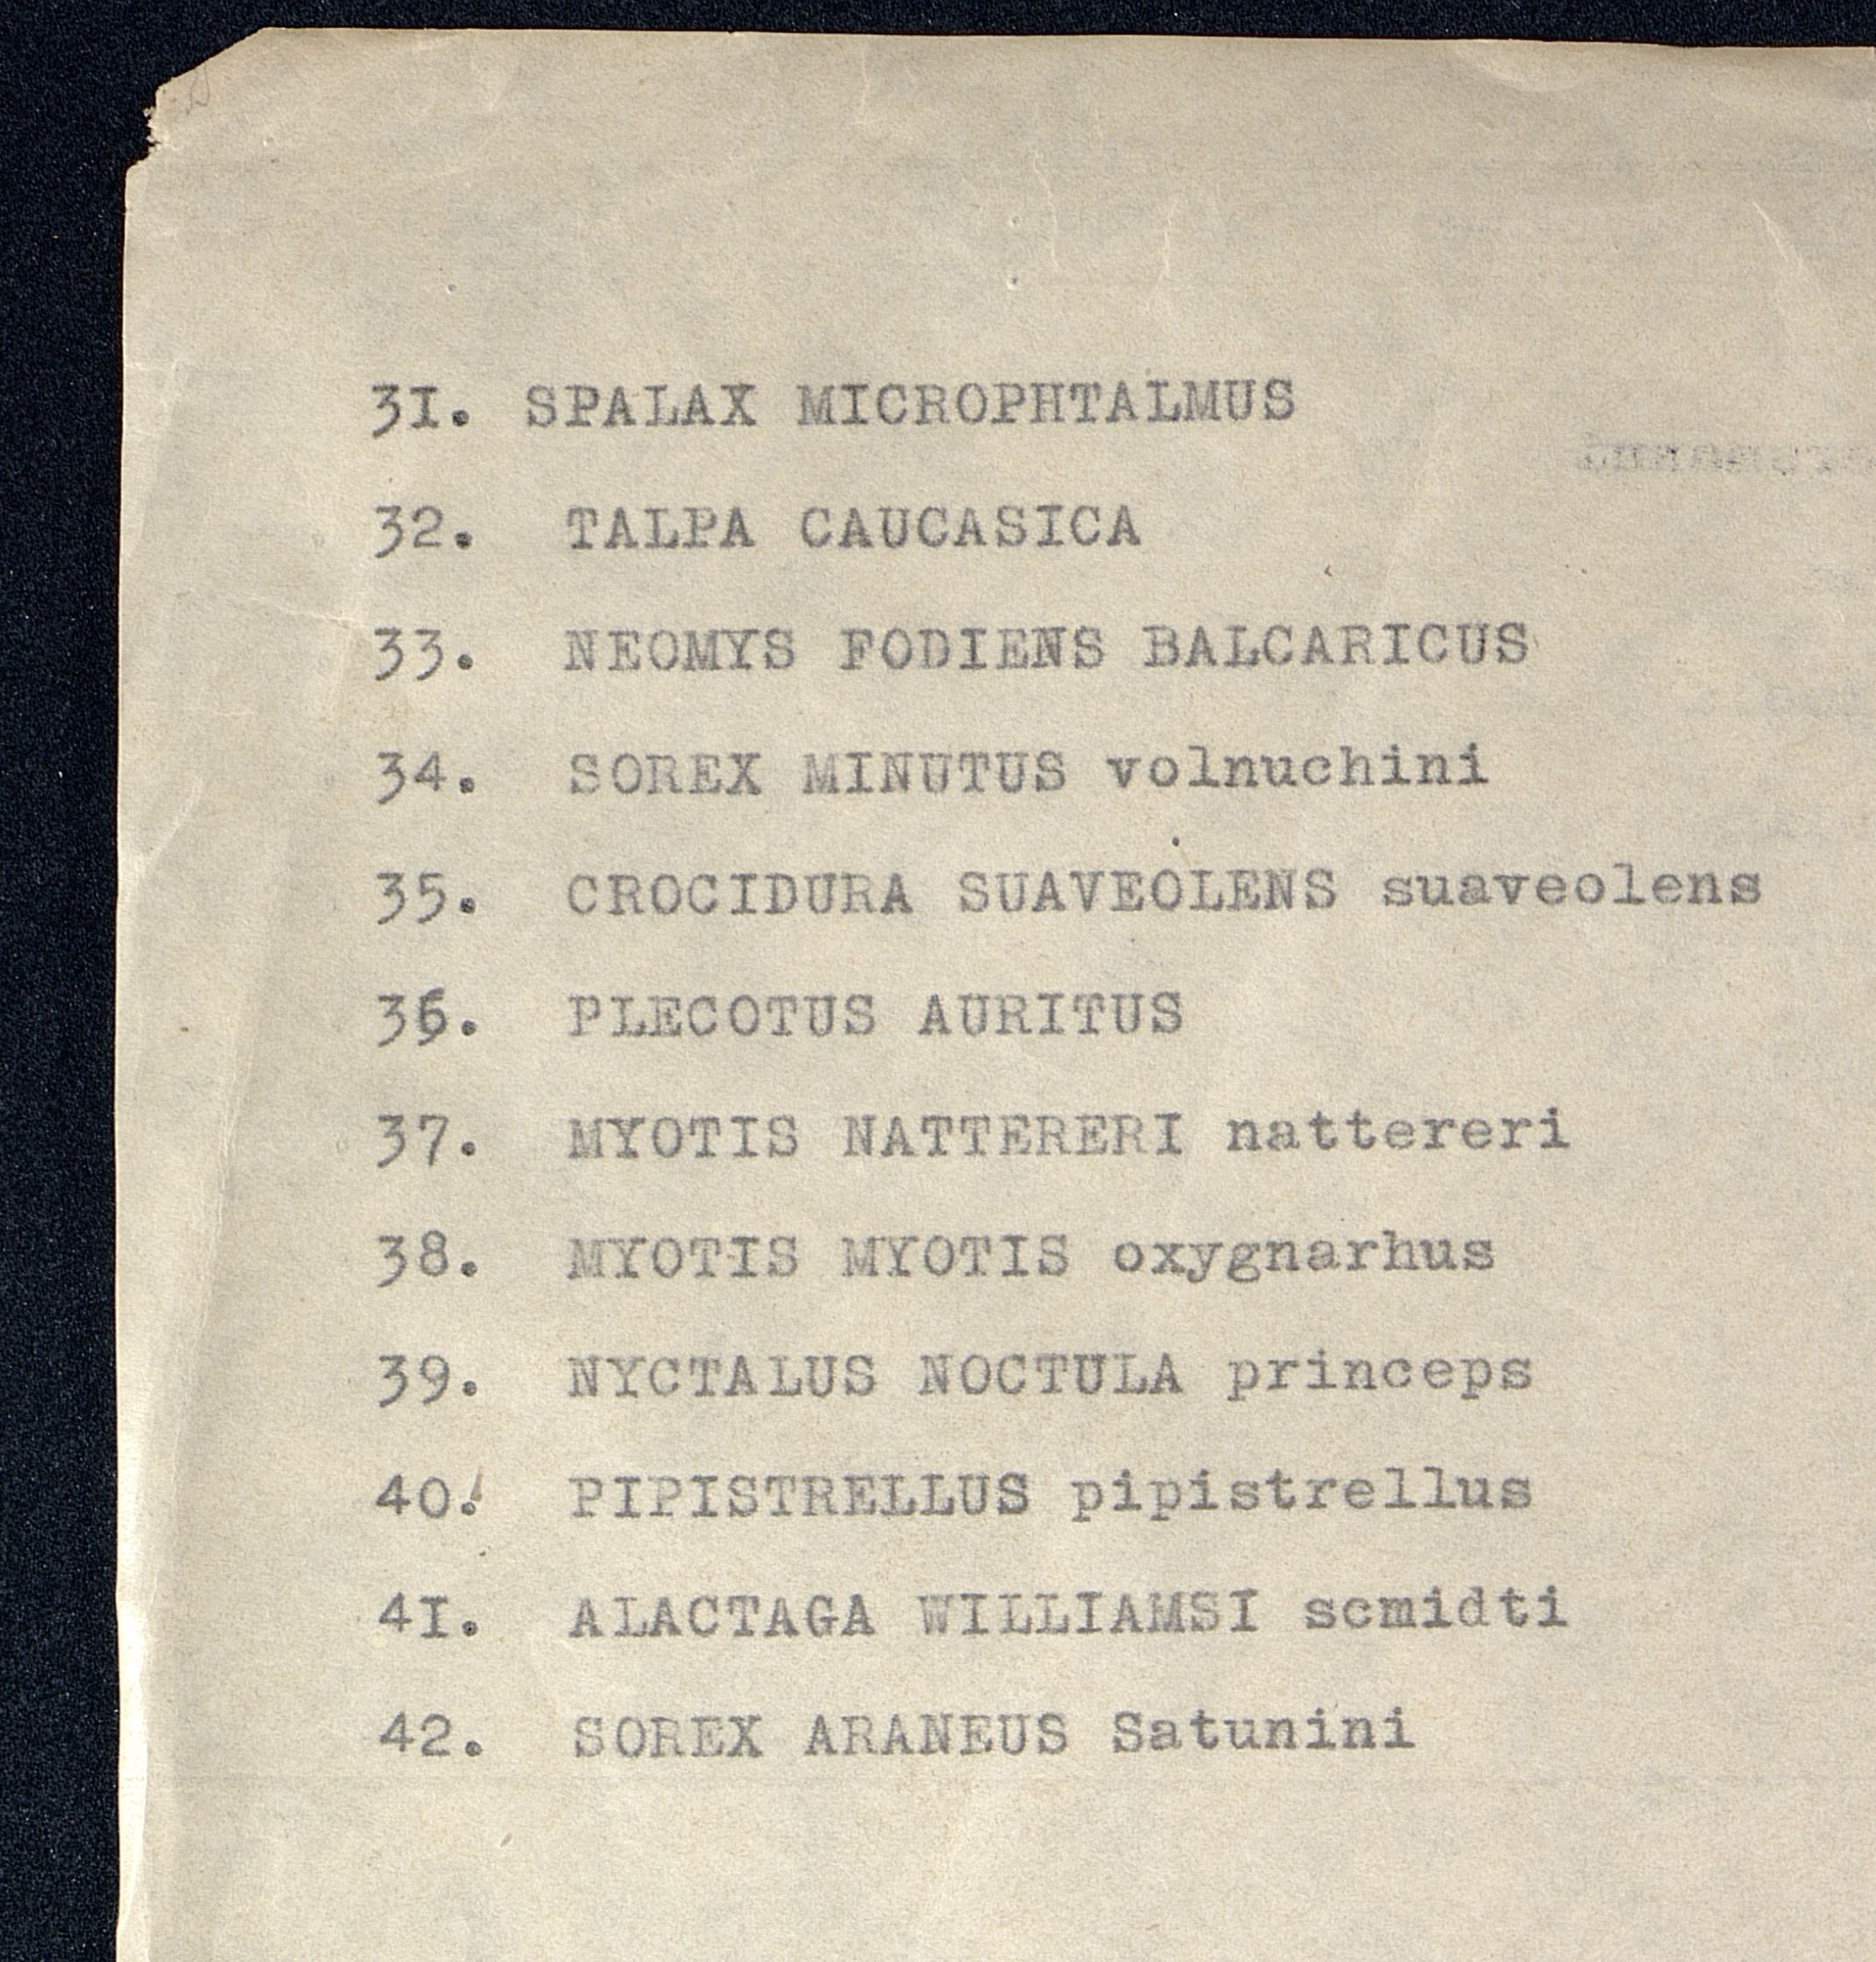 31. SPALAX MICROPHTALMUS
32. TALPA CAUCASICA
33. NEOMYS FODIENS BALCARICUS
34. SOREX MINUTUS volnuchini
35. CROCIDURA SUAVEOLENS suaveolens
36. PLECOTUS AURITUS
37. MYOTIS NATTERERI nattereri
38. MYOTIS MYOTIS oxygnarhus
39. NYCTALUS NOCTULA princeps
40. PIPISTRELLUS pipistrellus
41. ALACTAGA WILLIAMSI scmidti
42. SOREX ARANEUS Satunini